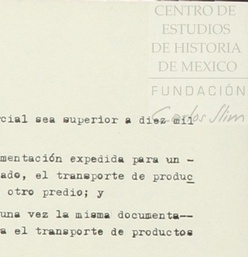 CENTRO DE
ESTUDIOS
DE HISTORIA
DE MEXICO
FUNDACIÓN
Carlos Slim
cial sea superior a diez mil
mentación expedida para un -
ado, el transporte de produc
otro predio; y
una vez la misma documenta--
a el transporte de productos